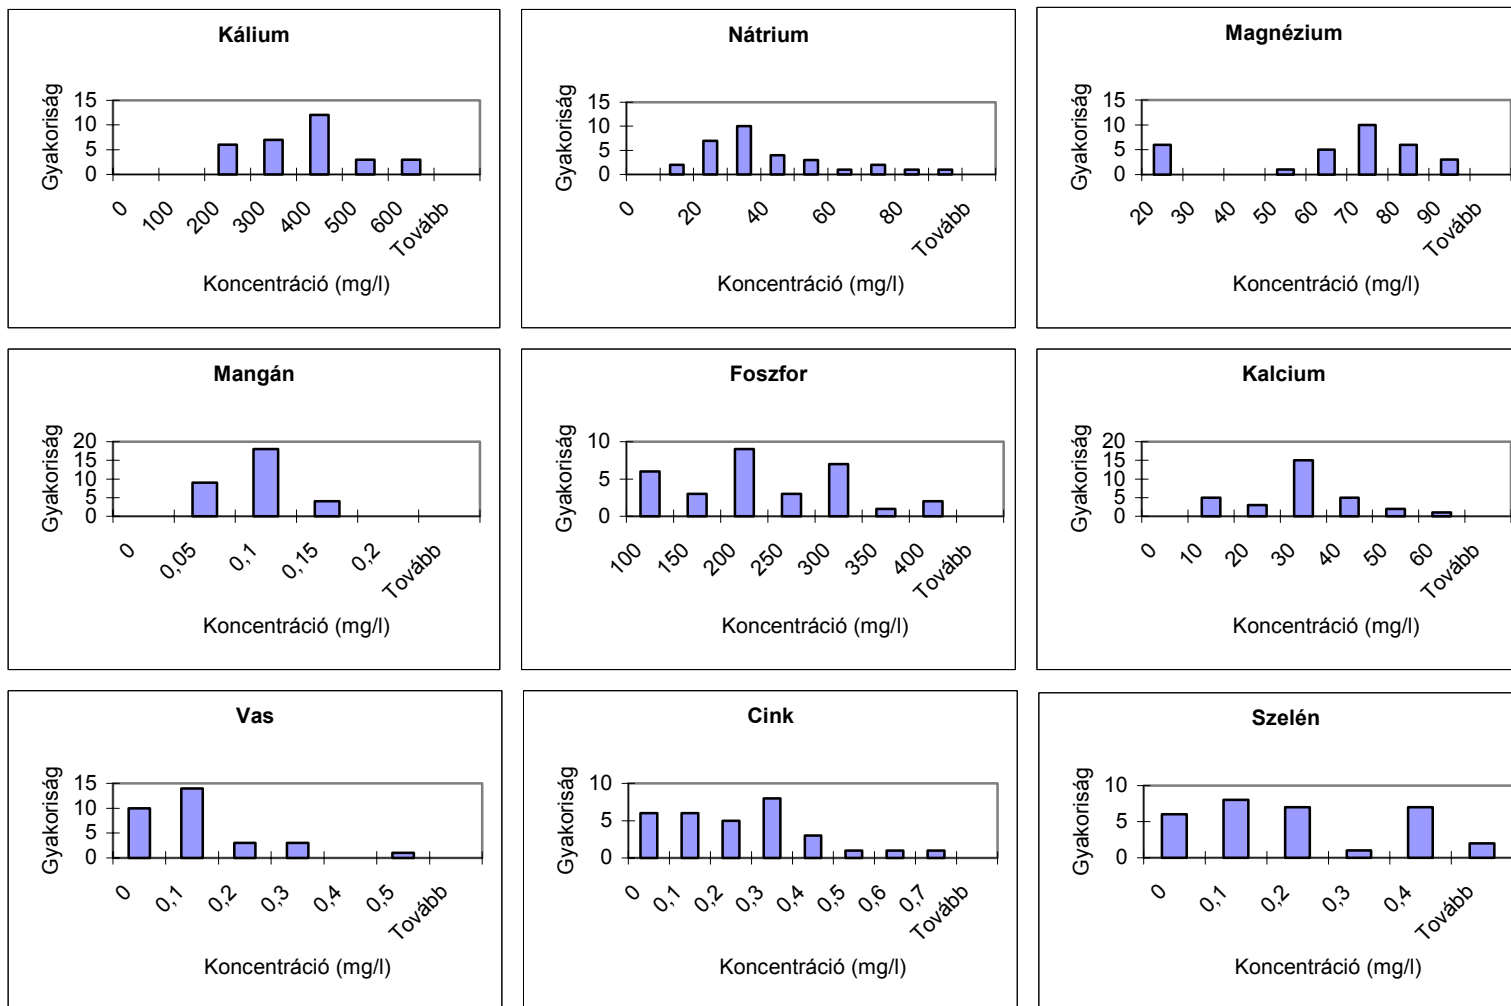 Kálium
Gyakoriság
15
10
5
0
0
100
200
300
400
500
600
Tovább
Koncentráció (mg/l)
Nátrium
Gyakoriság
15
10
5
0
0
20
40
60
80
Tovább
Koncentráció (mg/l)
Magnézium
Gyakoriság
15
10
5
0
20
30
40
50
60
70
80
90
Tovább
Koncentráció (mg/l)
Mangán
Gyakoriság
20
15
10
5
0
0
0,05
0,1
0,15
0,2
Tovább
Koncentráció (mg/l)
Foszfor
Gyakoriság
10
5
0
100
150
200
250
300
350
400
Tovább
Koncentráció (mg/l)
Kalcium
Gyakoriság
20
15
10
5
0
0
10
20
30
40
50
60
Tovább
Koncentráció (mg/l)
Vas
Gyakoriság
15
10
5
0
0
0,1
0,2
0,3
0,4
0,5
Tovább
Koncentráció (mg/l)
Cink
Gyakoriság
10
5
0
0
0,1
0,2
0,3
0,4
0,5
0,6
0,7
Tovább
Koncentráció (mg/l)
Szelén
Gyakoriság
10
5
0
0
0,1
0,2
0,3
0,4
Tovább
Koncentráció (mg/l)